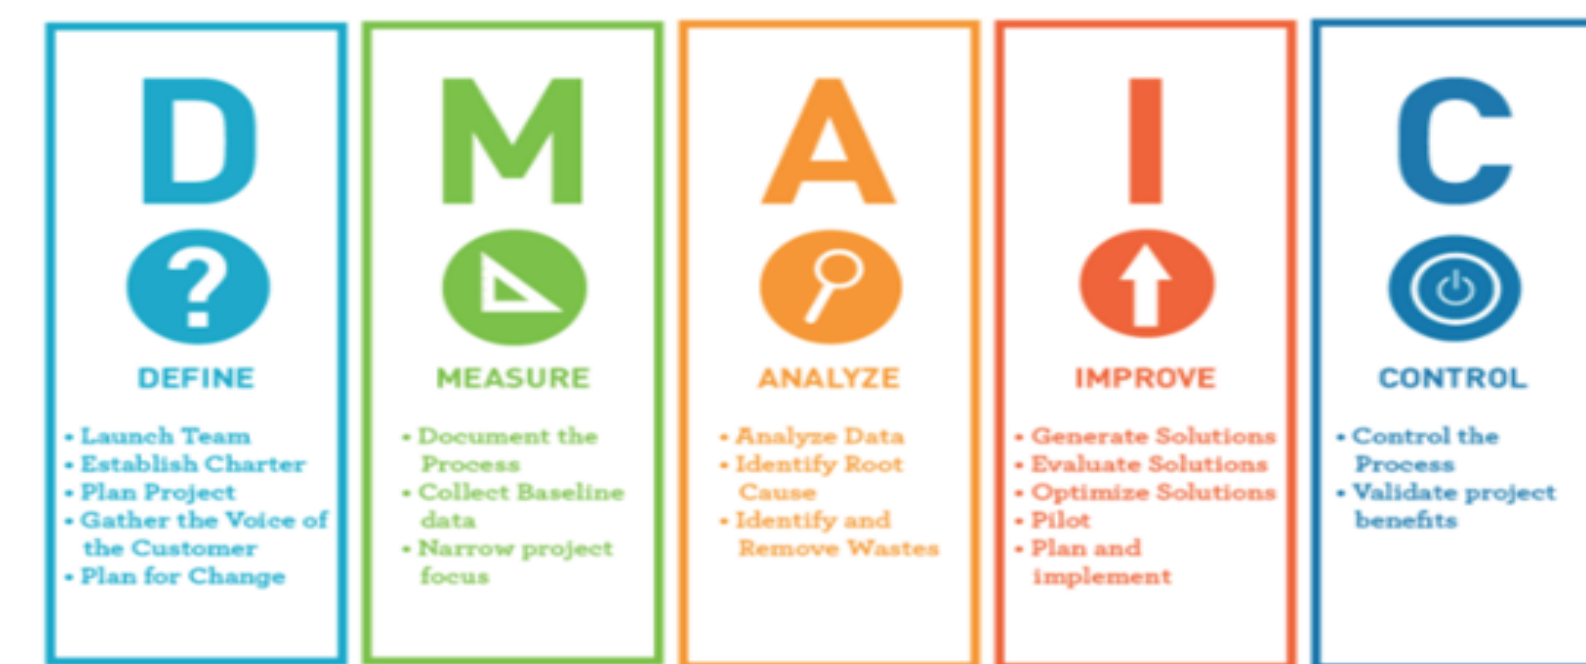 D
?
DEFINE
• Launch Team
• Establish Charter
• Plan Project
• Gather the Voice of
the Customer
• Plan for Change
M
MEASURE
• Document the
Process
• Collect Baseline
data
• Narrow project
focus
A
ANALYZE
• Analyze Data
• Identify Root
Cause
• Identify and
Remove Wastes
I
IMPROVE
• Generate Solutions
• Evaluate Solutions
• Optimize Solutions
• Pilot
• Plan and
implement
C
CONTROL
• Control the
Process
• Validate project
benefits